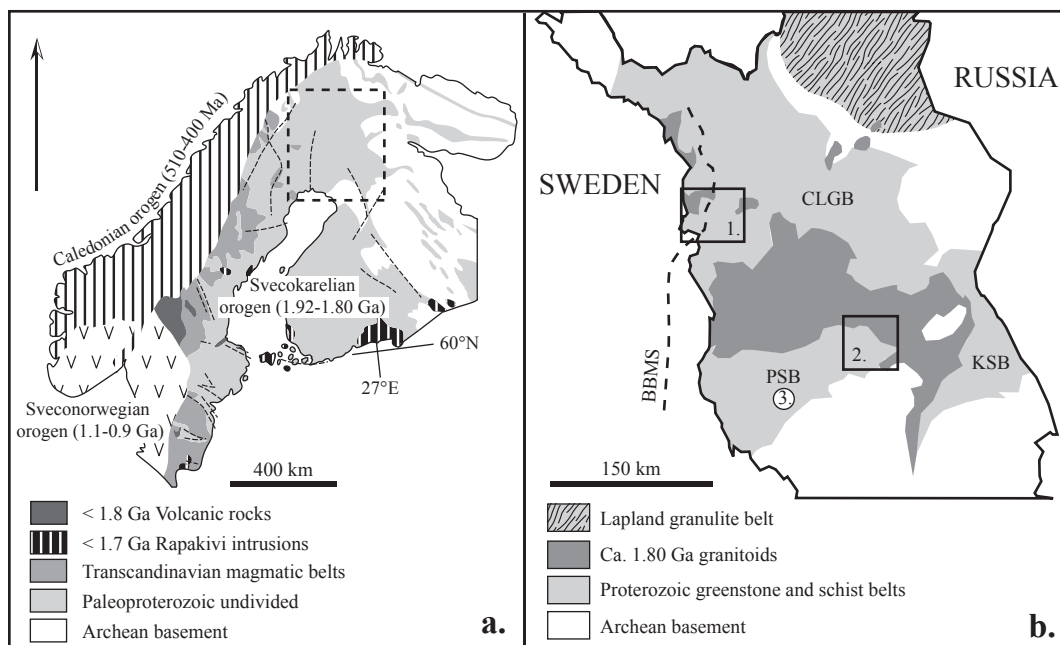 Caledonian orogen (510-400 Ma)
Svecokarelian
orogen (1.92-1.80 Ga)
60°N
27°E
Sveconorwegian
orogen (1.1-0.9 Ga)
400 km
< 1.8 Ga Volcanic rocks
< 1.7 Ga Rapakivi intrusions
Transcandinavian magmatic belts
Paleoproterozoic undivided
Archean basement
a.
RUSSIA
SWEDEN
CLGB
1.
2.
BBMS
PSB
3.
KSB
150 km
Lapland granulite belt
Ca. 1.80 Ga granitoids
Proterozoic greenstone and schist belts
Archean basement
b.